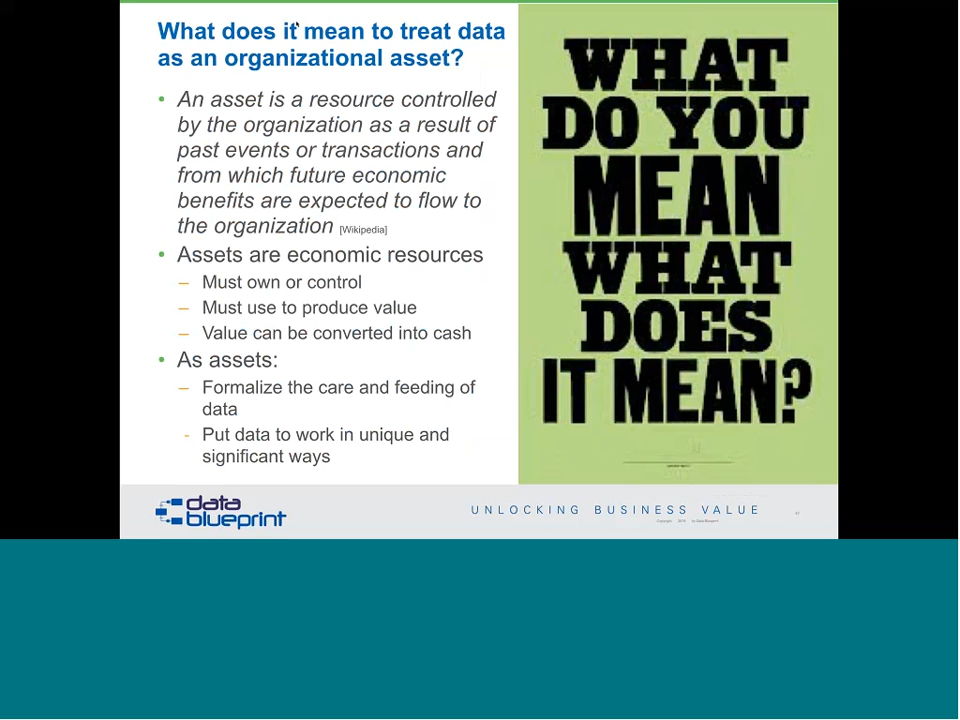 What does it mean to treat data
as an organizational asset?
• An asset is a resource controlled
by the organization as a result of
past events or transactions and
from which future economic
benefits are expected to flow to
the organization [Wikipedia]
• Assets are economic resources
– Must own or control
– Must use to produce value
– Value can be converted into cash
• As assets:
– Formalize the care and feeding of
data
- Put data to work in unique and
significant ways
WHAT
DO YOU
MEAN
WHAT
DOES
IT MEAN?
data
blueprint
UNLOCKING BUSINESS VALUE